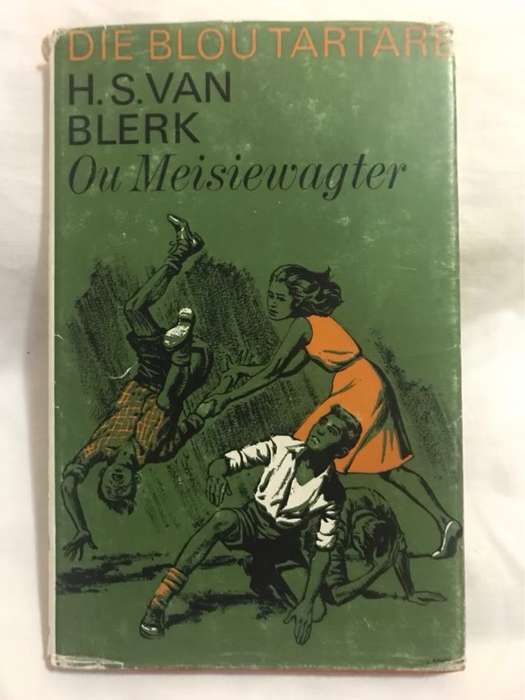 DIE BLOU TARTARE
H. S. VAN
BLERK
Ou Meisiewagter